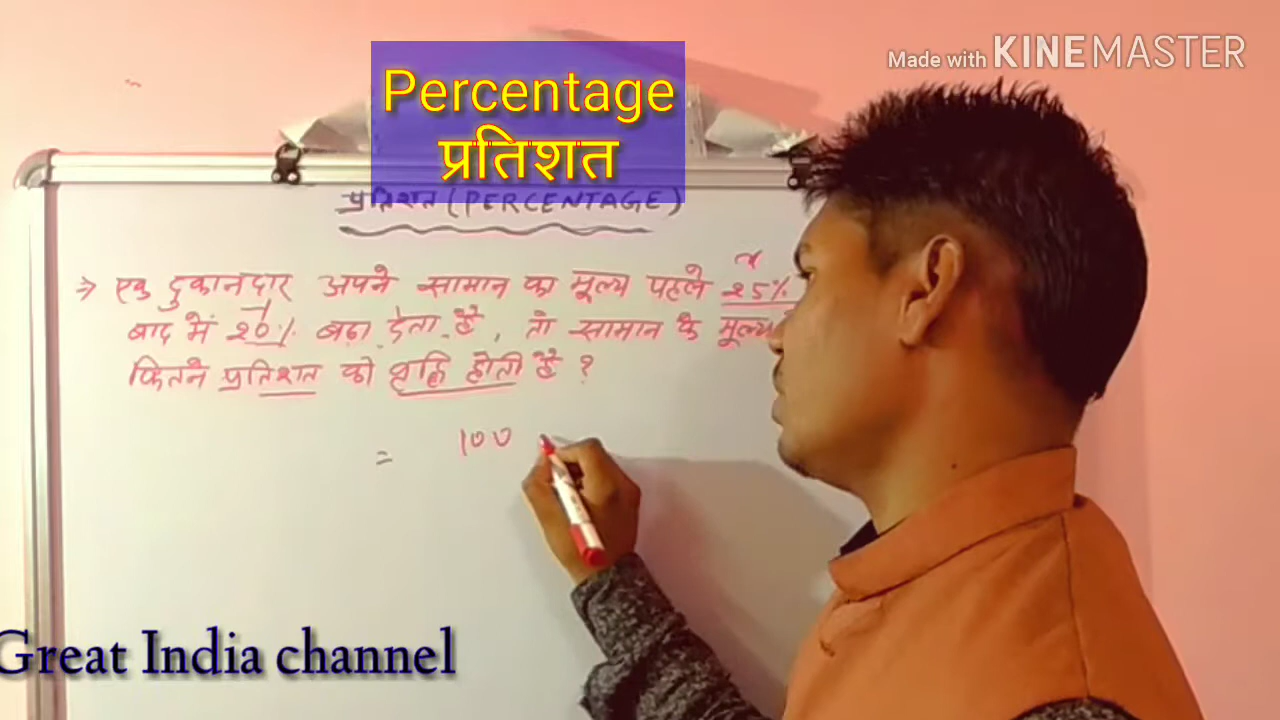 Made with KINEMASTER
Percentage
प्रतिशत
प्रतिशत (PERCENTAGE)
→ एक दुकानदार अपने सामान का मूल्य पहले 25%
बाद में 20% बढ़ा देता है, तो सामान के मूल्य
कितने प्रतिशत की वृद्धि होती है ?
= 100
Great India channel